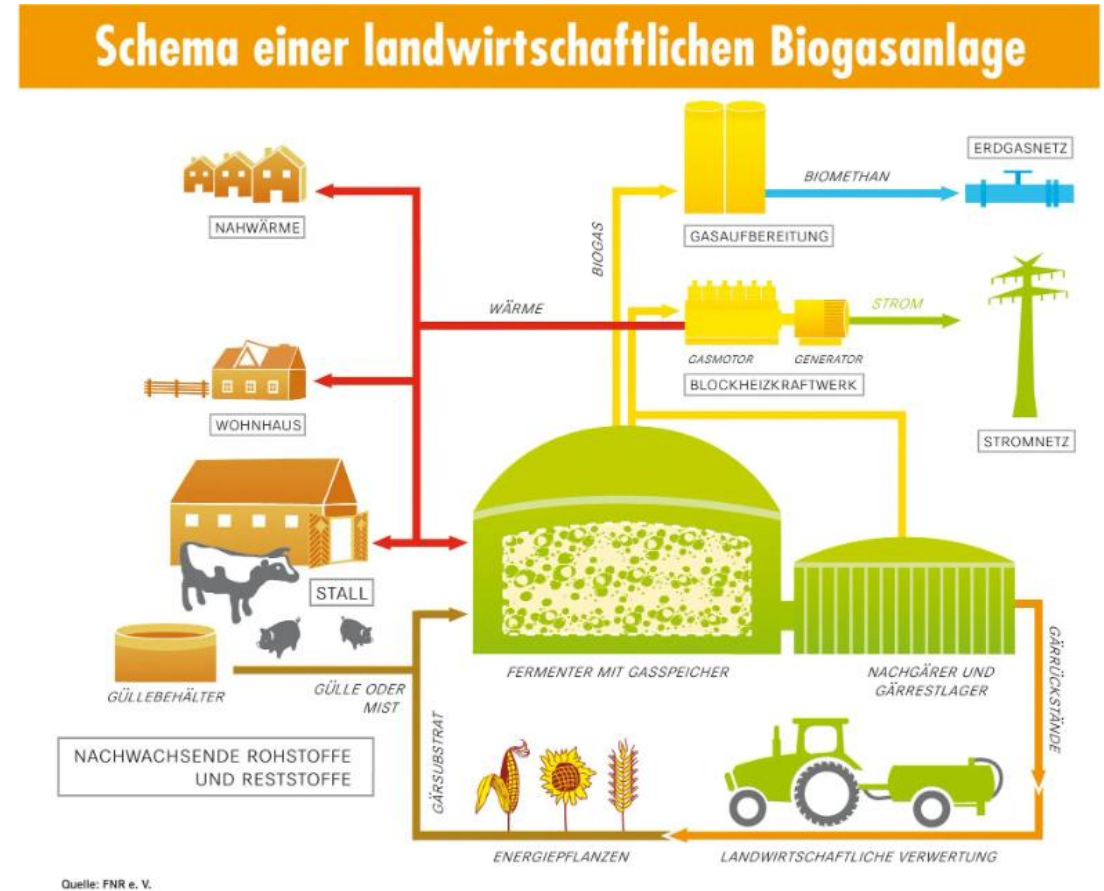 Schema einer landwirtschaftlichen Biogasanlage
ERDGASNETZ
BIOMETHAN
NAHWÄRME
BIOGAS
GASAUFBEREITUNG
WÄRME
STROM
GASMOTOR
GENERATOR
BLOCKHEIZKRAFTWERK
WOHNHAUS
STROMNETZ
STALL
FERMENTER MIT GASSPEICHER
NACHGÄRER UND
GÄRRESTLAGER
GÜLLEBEHÄLTER
GÜLLE ODER
MIST
GÄRRÜCKSTÄNDE
NACHWACHSENDE ROHSTOFFE
UND RESTSTOFFE
GÄRSUBSTRAT
ENERGIEPFLANZEN
LANDWIRTSCHAFTLICHE VERWERTUNG
Quelle: FNR e. V.